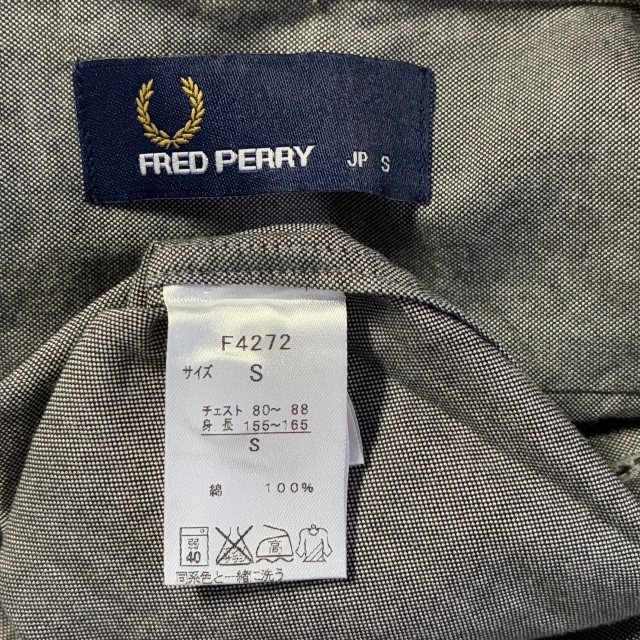 FRED PERRY JP S
F4272
サイズ S
チェスト 80～ 88
身長 155～165
S
綿 100%
弱 40 高
同系色と一緒に洗う